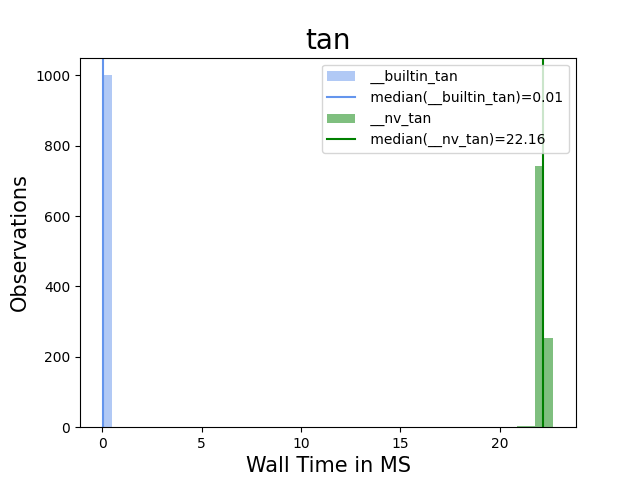 tan
__builtin_tan
median(__builtin_tan)=0.01
__nv_tan
median(__nv_tan)=22.16
1000
800
600
400
200
0
Observations
0 5 10 15 20
Wall Time in MS